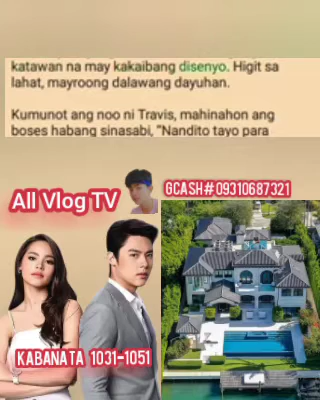 katawan na may kakaibang disenyo. Higit sa
lahat, mayroong dalawang dayuhan.
Kumunot ang noo ni Travis, mahinahon ang
boses habang sinasabi, "Nandito tayo para
All Vlog TV
GCASH#09310687321
KABANATA 1031-1051